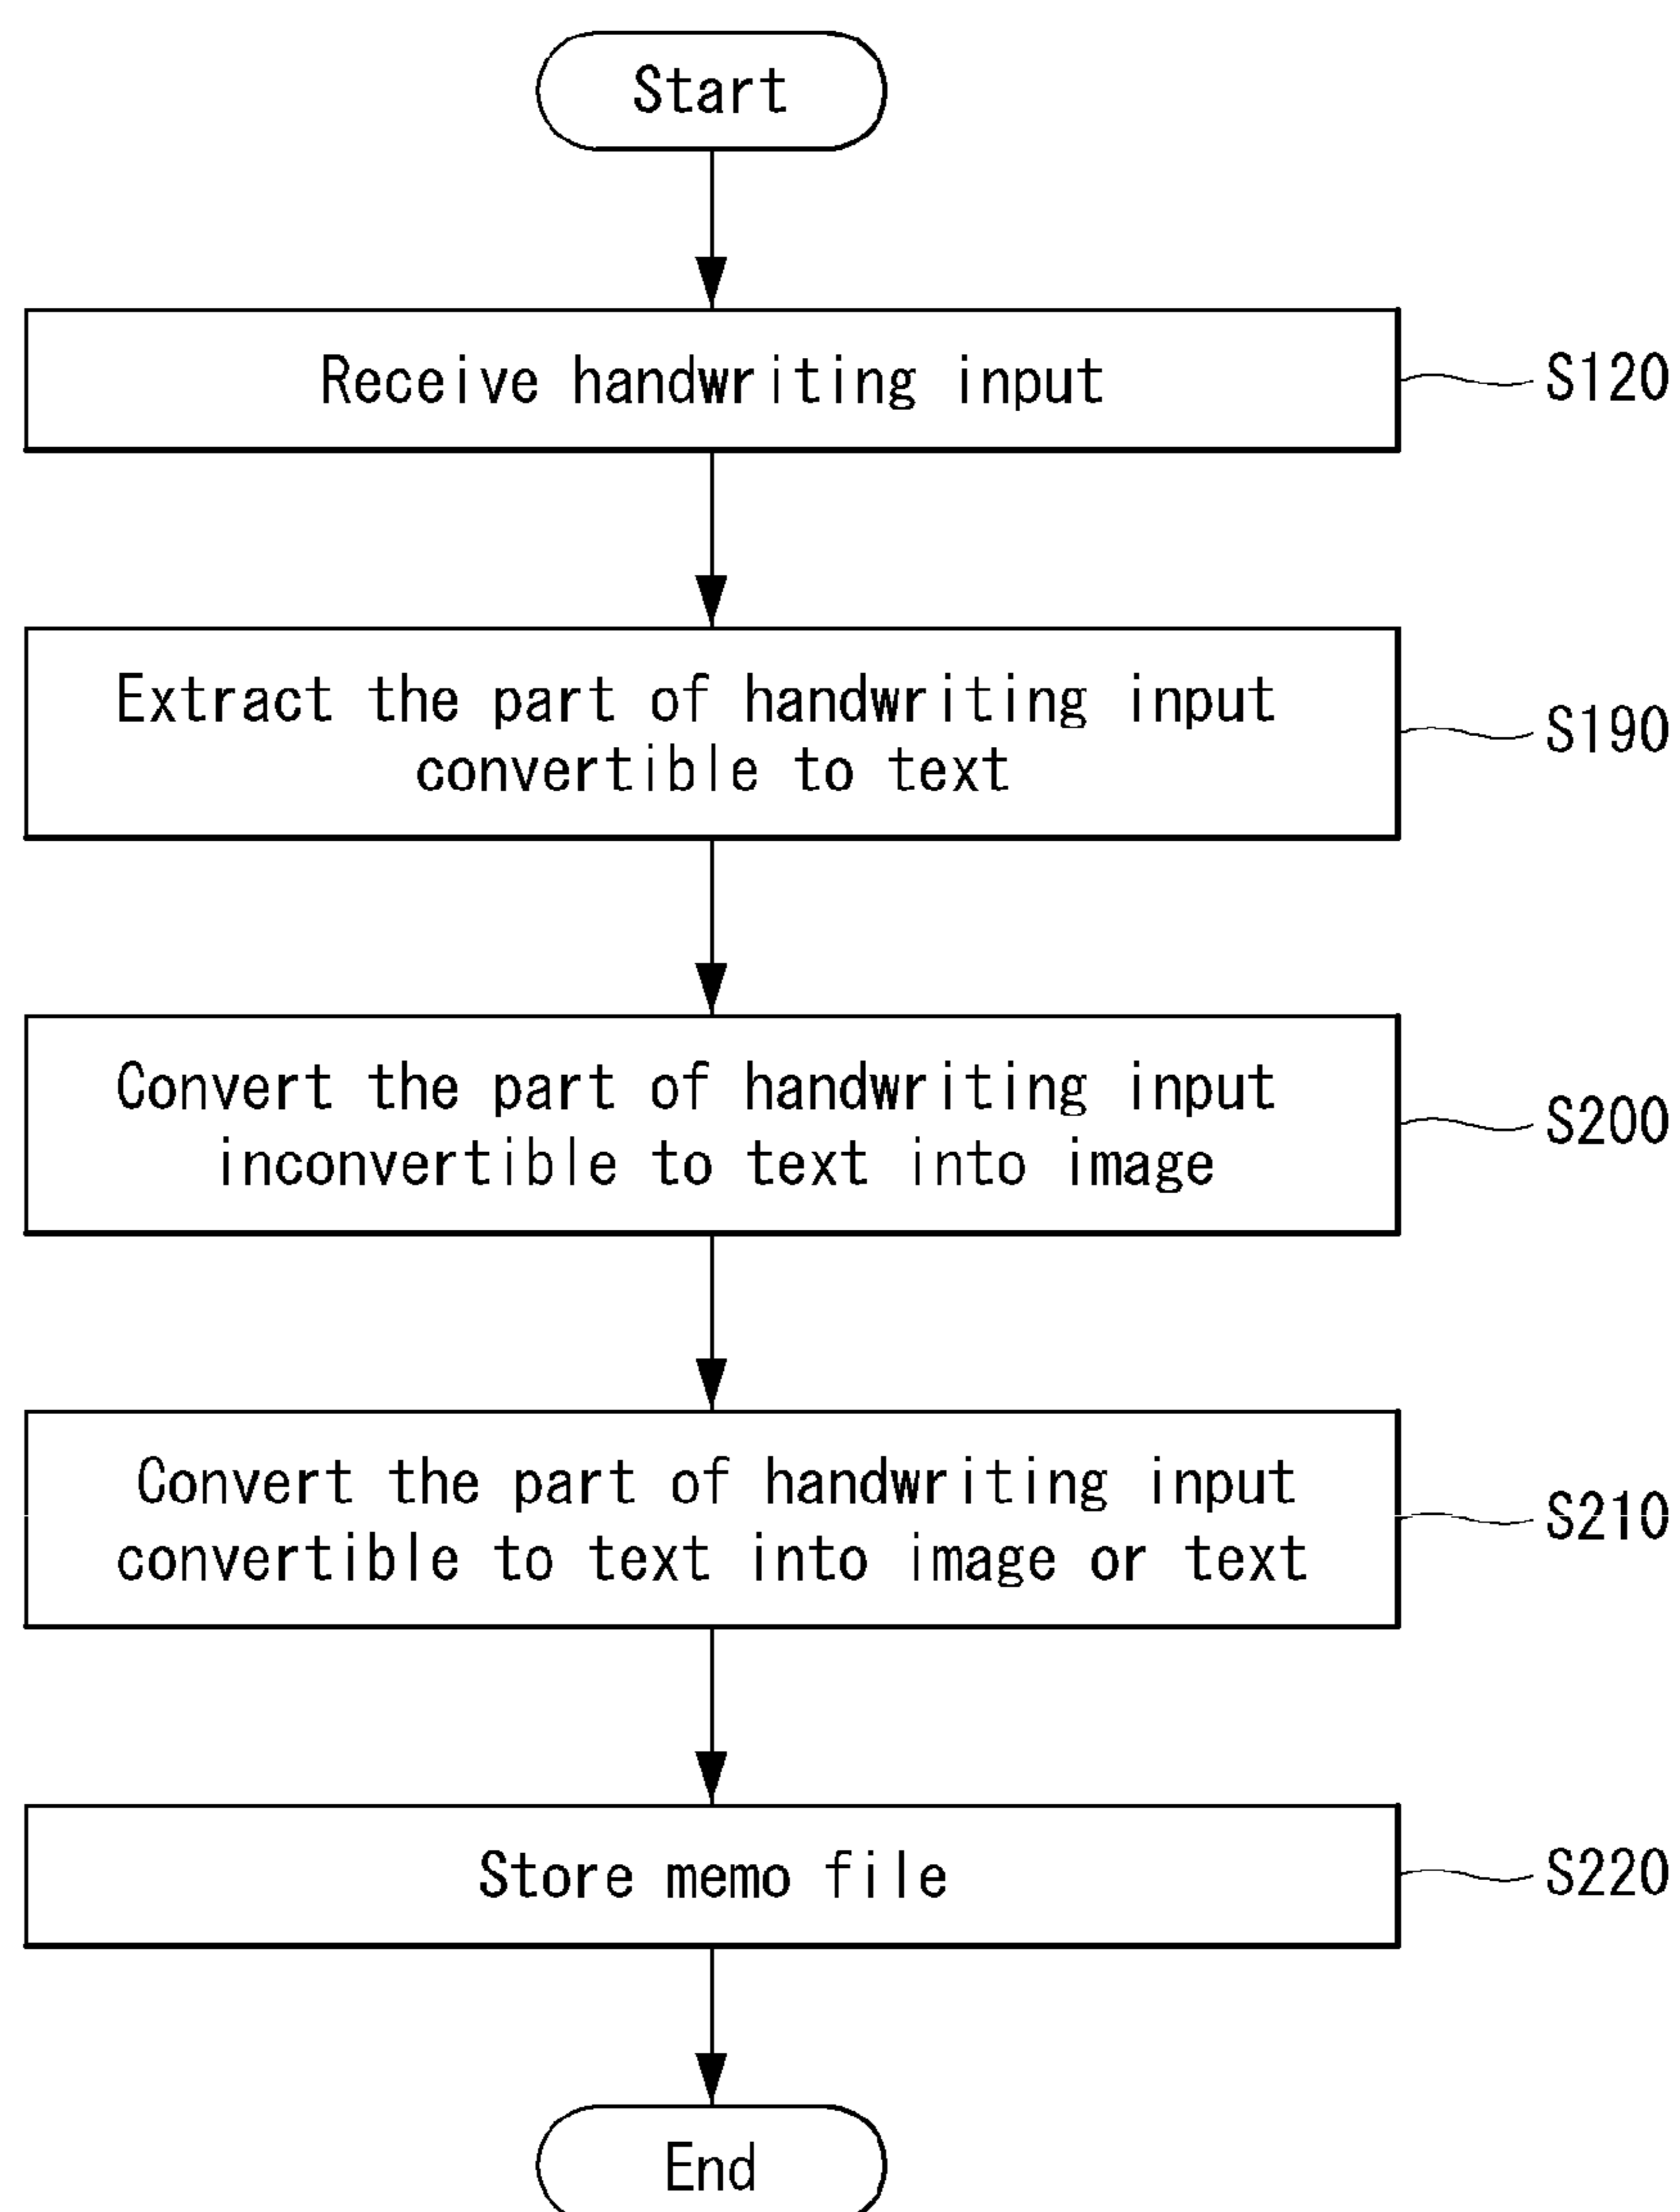 Start
Receive handwriting input
S120
Extract the part of handwriting input
convertible to text
S190
Convert the part of handwriting input
inconvertible to text into image
S200
Convert the part of handwriting input
convertible to text into image or text
S210
Store memo file
S220
End